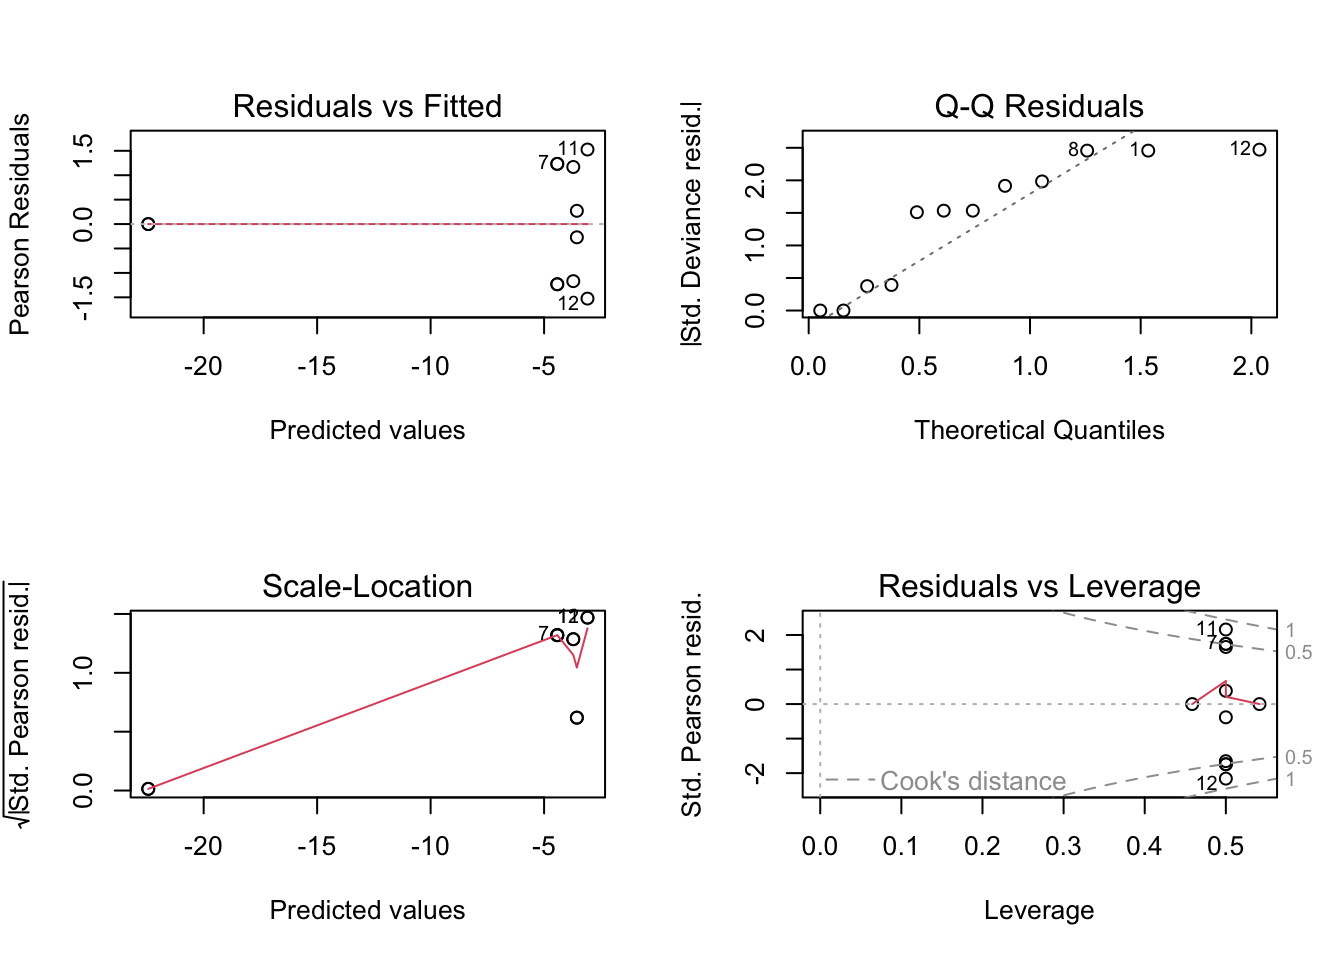 Residuals vs Fitted
Pearson Residuals
1.5
0.0
-1.5
11
7
12
-20 -15 -10 -5
Predicted values
Q-Q Residuals
|Std. Deviance resid.|
2.0
1.0
0.0
8 1 12
0.0 0.5 1.0 1.5 2.0
Theoretical Quantiles
Scale-Location
√|Std. Pearson resid.|
1.0
0.0
7
12
-20 -15 -10 -5
Predicted values
Residuals vs Leverage
Std. Pearson resid.
2
0
-2
11
7
12
1
0.5
0.5
1
Cook's distance
0.0 0.1 0.2 0.3 0.4 0.5
Leverage